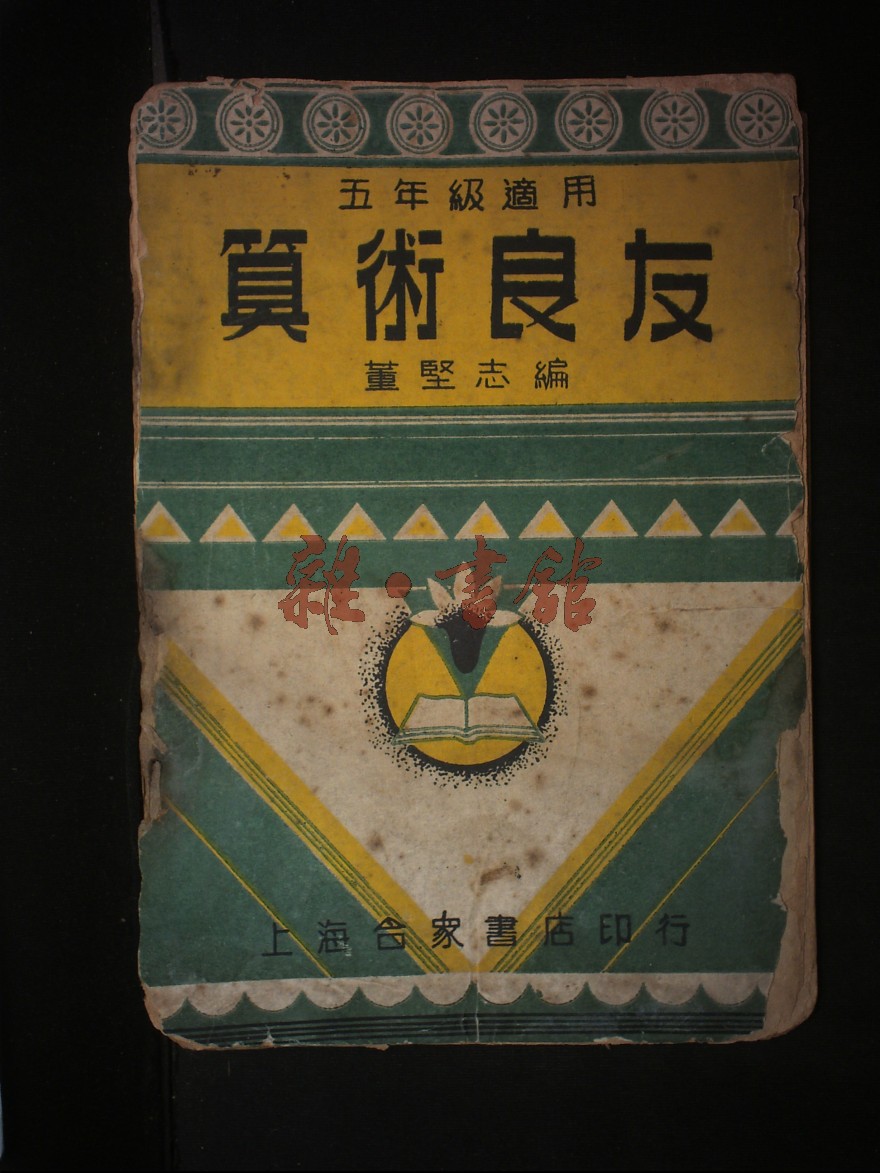 五年級適用
算術良友
董堅志編
雜·書館
上海合衆書店印行